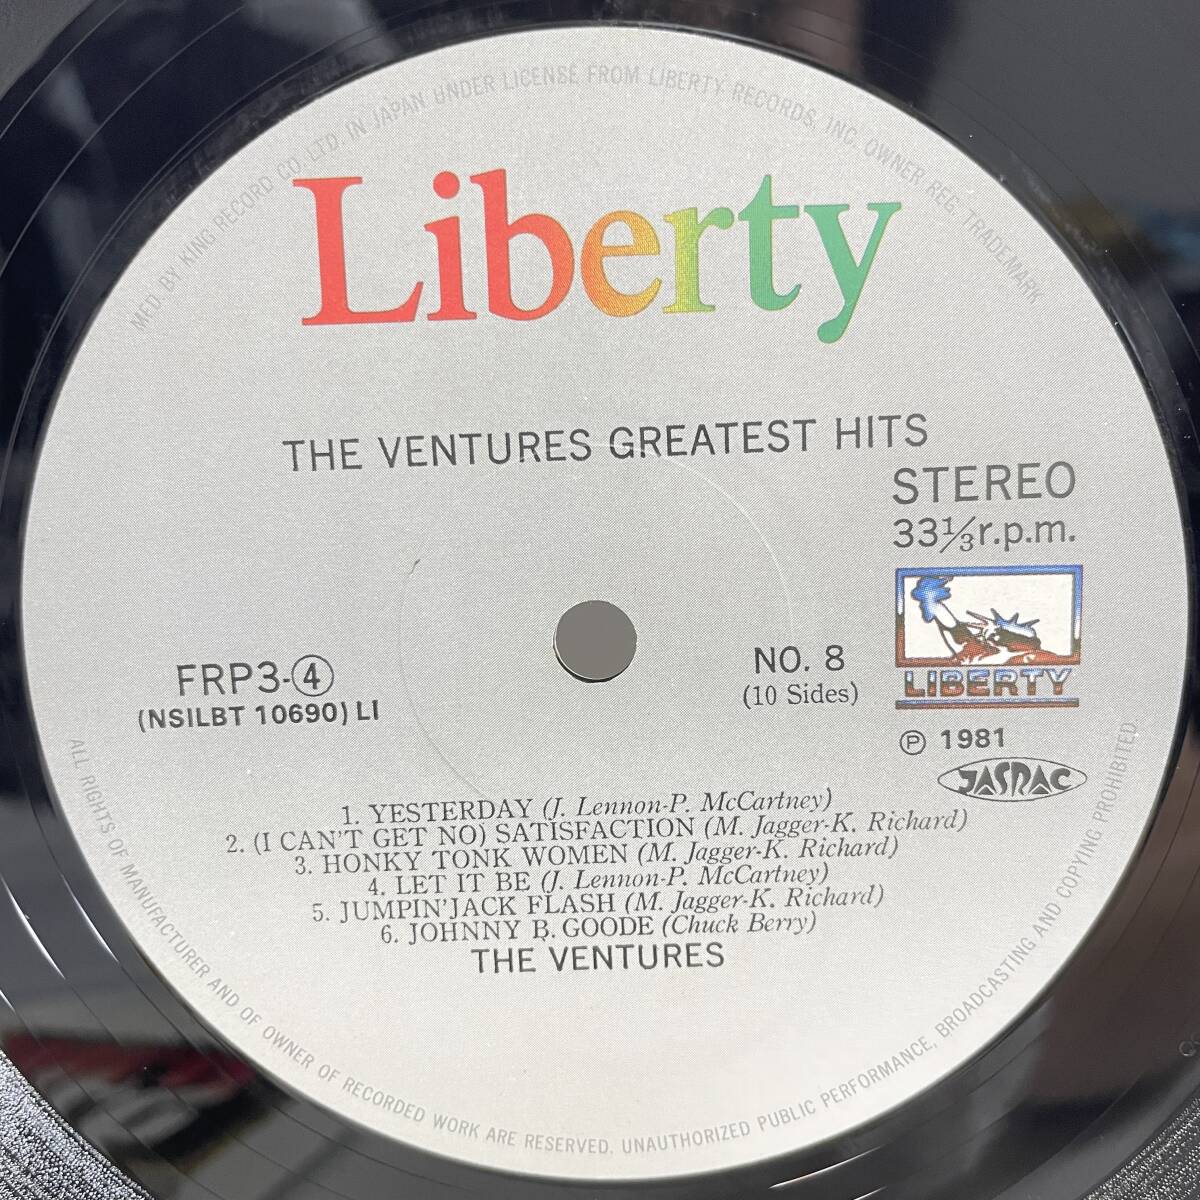 MFD. BY KING RECORD CO. LTD. IN JAPAN UNDER LICENSE FROM LIBERTY RECORDS, INC. OWNER REG. TRADEMARK
Liberty
THE VENTURES GREATEST HITS
STEREO
33⅓r.p.m.
LIBERTY
FRP3-④
(NSILBT 10690) LI
NO. 8
(10 Sides)
Ⓟ 1981
JASRAC
1. YESTERDAY (J. Lennon-P. McCartney)
2. (I CAN'T GET NO) SATISFACTION (M. Jagger-K. Richard)
3. HONKY TONK WOMEN (M. Jagger-K. Richard)
4. LET IT BE (J. Lennon-P. McCartney)
5. JUMPIN'JACK FLASH (M. Jagger-K. Richard)
6. JOHNNY B. GOODE (Chuck Berry)
THE VENTURES
ALL RIGHTS OF MANUFACTURER AND OF OWNER OF RECORDED WORK ARE RESERVED. UNAUTHORIZED PUBLIC PERFORMANCE, BROADCASTING AND COPYING PROHIBITED.